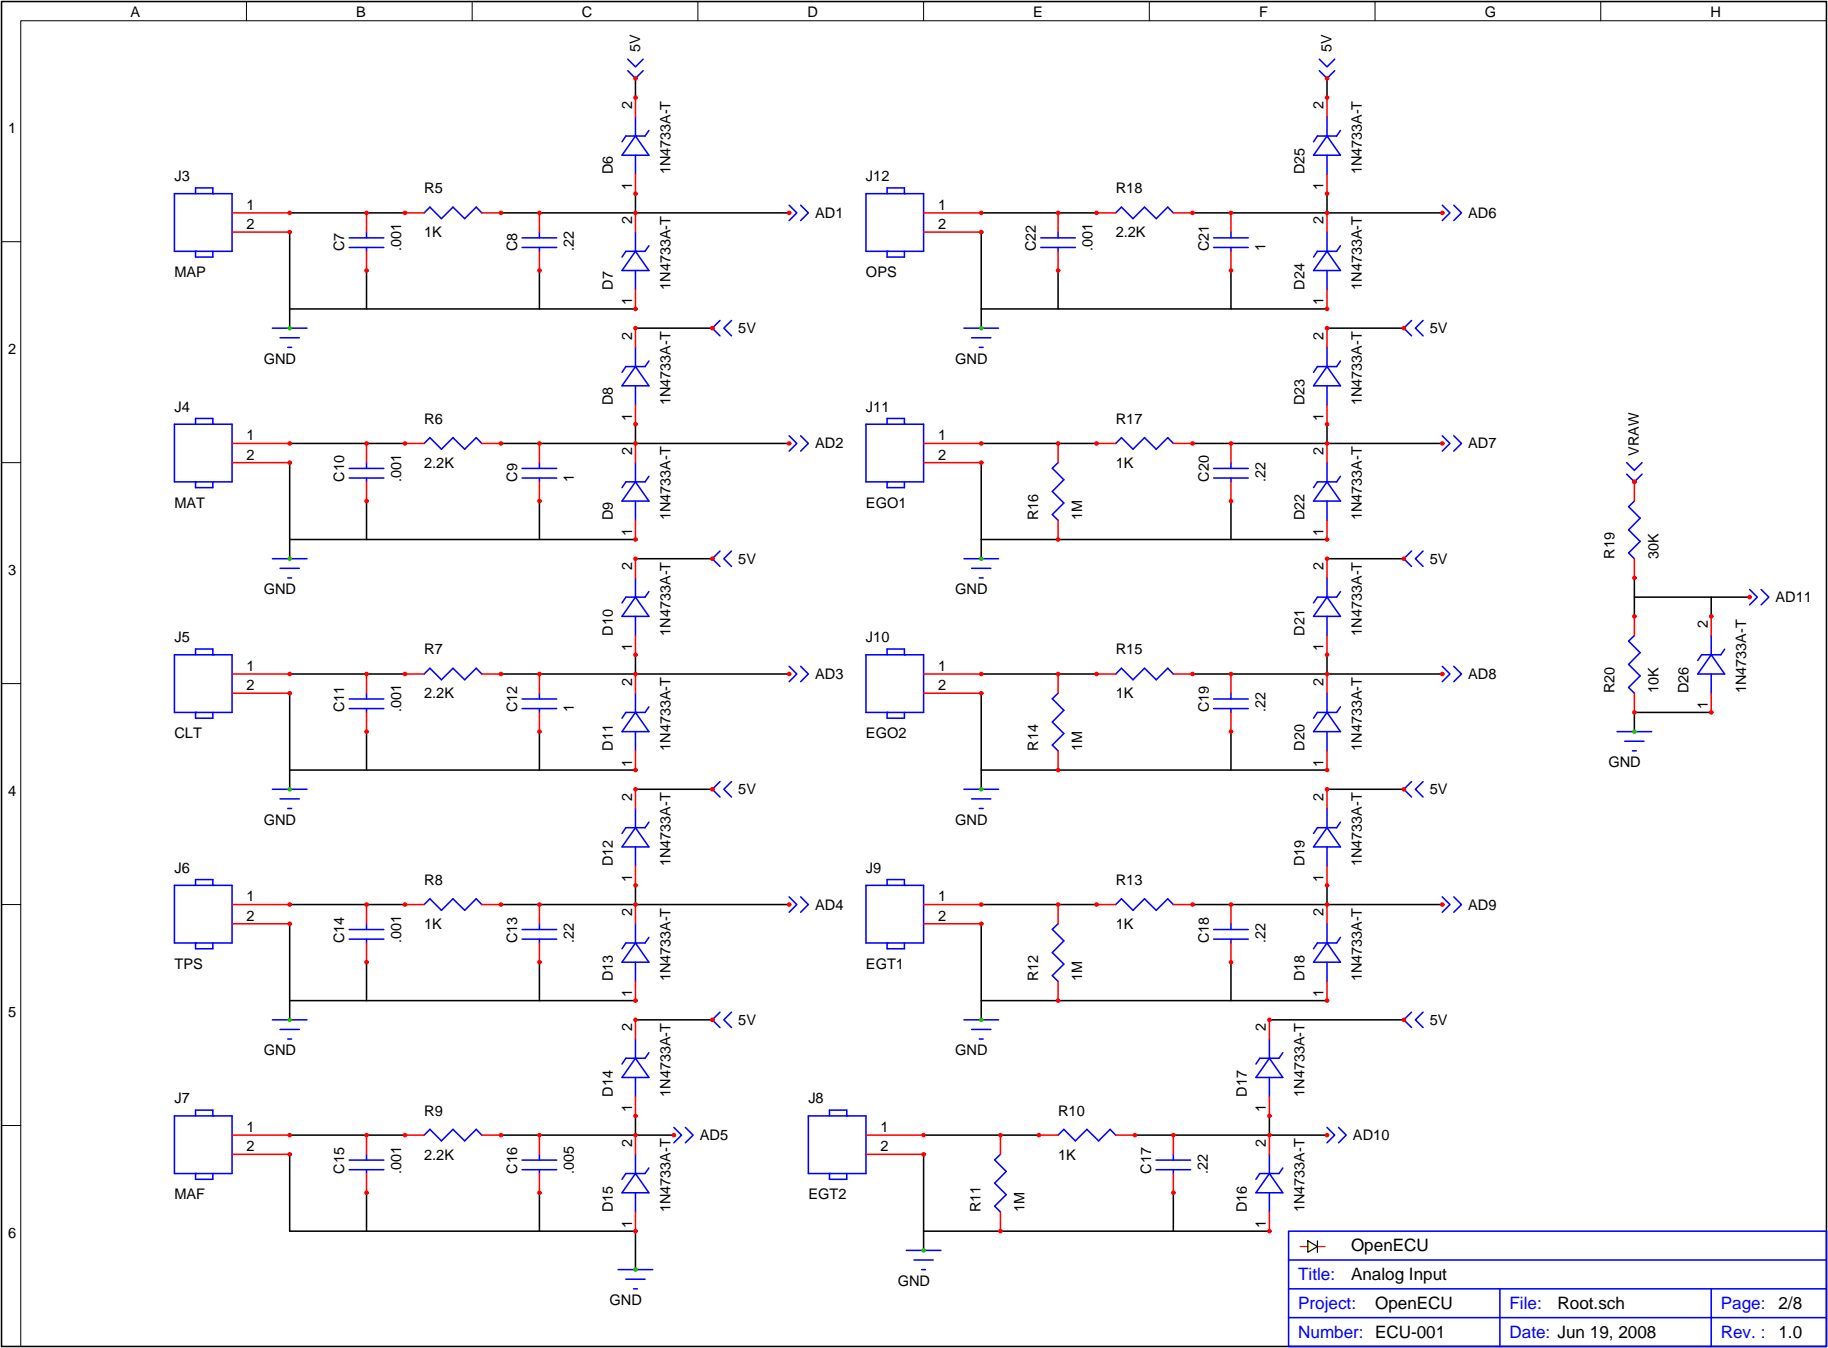 A B C D E F G H
1
2
3
4
5
6
5V
2
D6
1N4733A-T
1
J3
1
2
MAP
R5
1K
C7
.001
C8
.22
2
D7
1N4733A-T
1
AD1
GND
5V
2
D8
1N4733A-T
1
J4
1
2
MAT
R6
2.2K
C10
.001
C9
1
2
D9
1N4733A-T
1
AD2
GND
5V
2
D10
1N4733A-T
1
J5
1
2
CLT
R7
2.2K
C11
.001
C12
1
2
D11
1N4733A-T
1
AD3
GND
5V
2
D12
1N4733A-T
1
J6
1
2
TPS
R8
1K
C14
.001
C13
.22
2
D13
1N4733A-T
1
AD4
GND
5V
2
D14
1N4733A-T
1
J7
1
2
MAF
R9
2.2K
C15
.001
C16
.005
2
D15
1N4733A-T
1
AD5
GND
5V
2
D25
1N4733A-T
1
J12
1
2
OPS
R18
2.2K
C22
.001
C21
1
2
D24
1N4733A-T
1
AD6
GND
5V
2
D23
1N4733A-T
1
J11
1
2
EGO1
R17
1K
R16
1M
C20
.22
2
D22
1N4733A-T
1
AD7
GND
5V
2
D21
1N4733A-T
1
J10
1
2
EGO2
R15
1K
R14
1M
C19
.22
2
D20
1N4733A-T
1
AD8
GND
5V
2
D19
1N4733A-T
1
J9
1
2
EGT1
R13
1K
R12
1M
C18
.22
2
D18
1N4733A-T
1
AD9
GND
5V
2
D17
1N4733A-T
1
J8
1
2
EGT2
R10
1K
R11
1M
C17
.22
2
D16
1N4733A-T
1
AD10
GND
VRAW
R19
30K
AD11
R20
10K
2
D26
1N4733A-T
1
GND
OpenECU
Title: Analog Input
Project: OpenECU File: Root.sch Page: 2/8
Number: ECU-001 Date: Jun 19, 2008 Rev. : 1.0